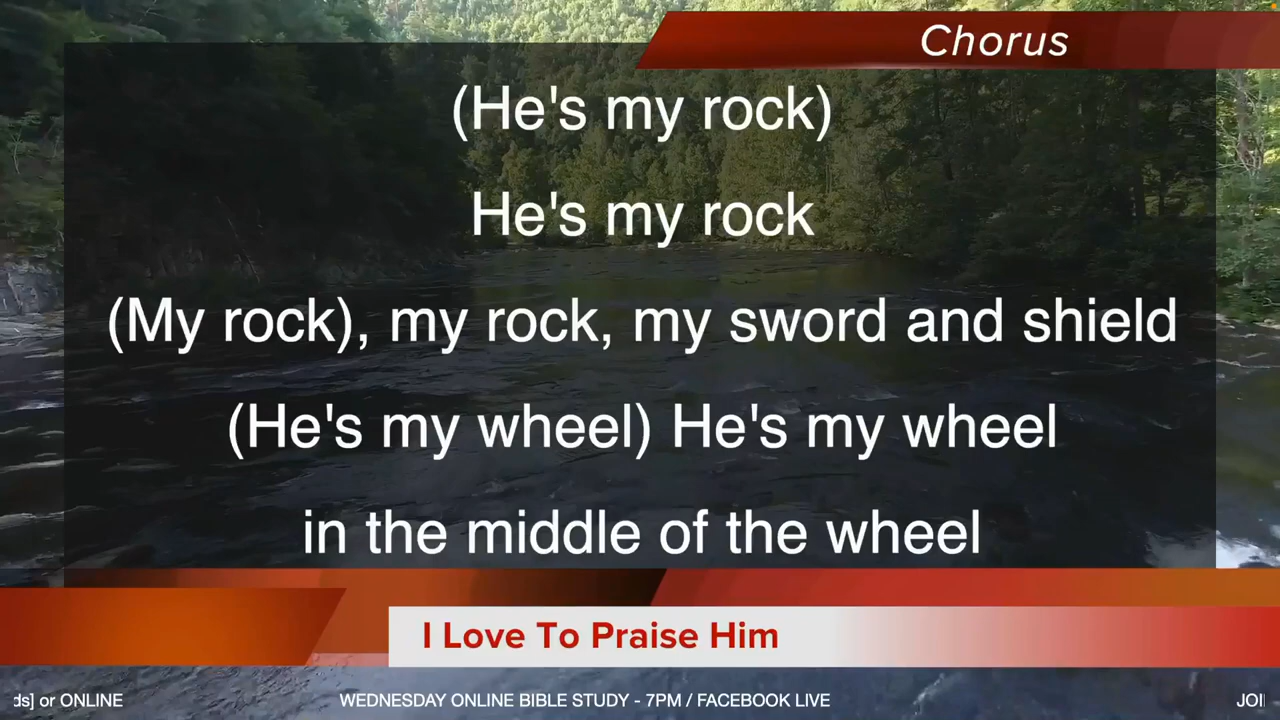 Chorus
(He's my rock)
He's my rock
(My rock), my rock, my sword and shield
(He's my wheel) He's my wheel
in the middle of the wheel
I Love To Praise Him
or ONLINE WEDNESDAY ONLINE BIBLE STUDY - 7PM / FACEBOOK LIVE